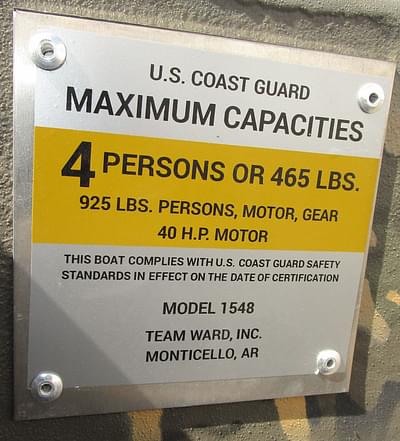 U.S. COAST GUARD
MAXIMUM CAPACITIES
4 PERSONS OR 465 LBS.
925 LBS. PERSONS, MOTOR, GEAR
40 H.P. MOTOR
THIS BOAT COMPLIES WITH U.S. COAST GUARD SAFETY
STANDARDS IN EFFECT ON THE DATE OF CERTIFICATION
MODEL 1548
TEAM WARD, INC.
MONTICELLO, AR